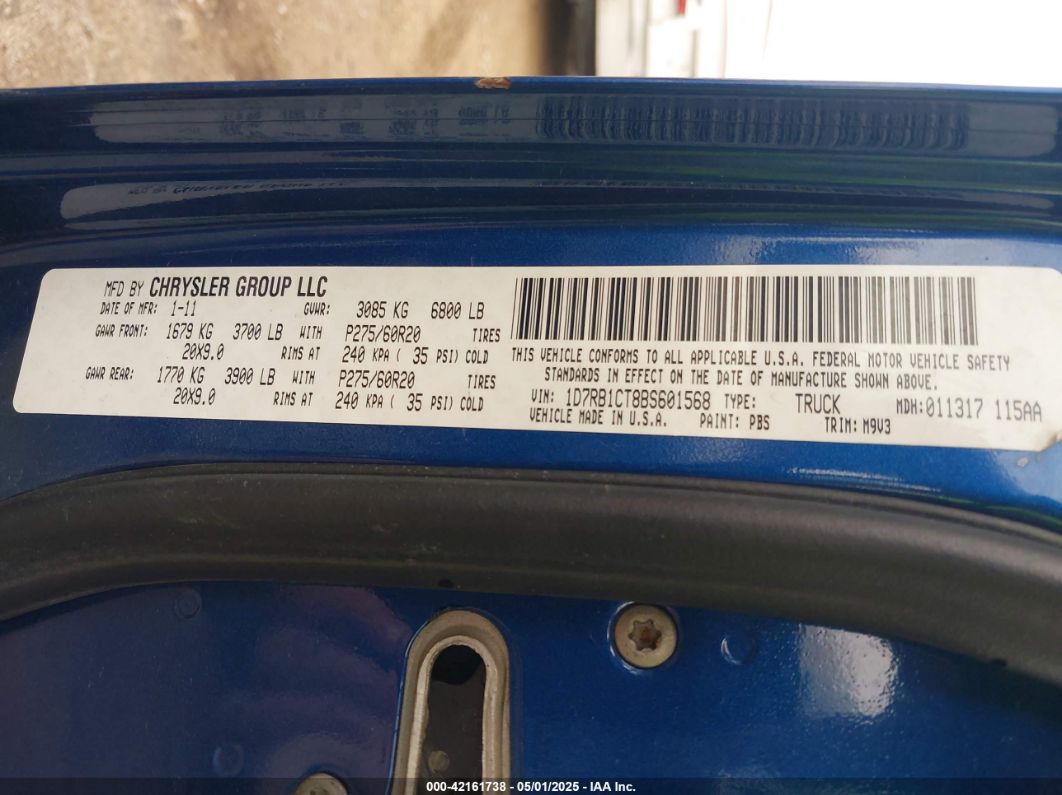 MFD BY CHRYSLER GROUP LLC
DATE OF MFR: 1-11 GVWR: 3085 KG 6800 LB
GAWR FRONT: 1679 KG 3700 LB WITH P275/60R20 TIRES
20X9.0 RIMS AT 240 KPA ( 35 PSI) COLD
GAWR REAR: 1770 KG 3900 LB WITH P275/60R20 TIRES
20X9.0 RIMS AT 240 KPA ( 35 PSI) COLD
THIS VEHICLE CONFORMS TO ALL APPLICABLE U.S.A. FEDERAL MOTOR VEHICLE SAFETY
STANDARDS IN EFFECT ON THE DATE OF MANUFACTURE SHOWN ABOVE.
VIN: 1D7RB1CT8BS601568 TYPE: TRUCK MDH: 011317 115AA
VEHICLE MADE IN U.S.A. PAINT: PBS TRIM: M9V3
000-42161738 - 05/01/2025 - IAA Inc.